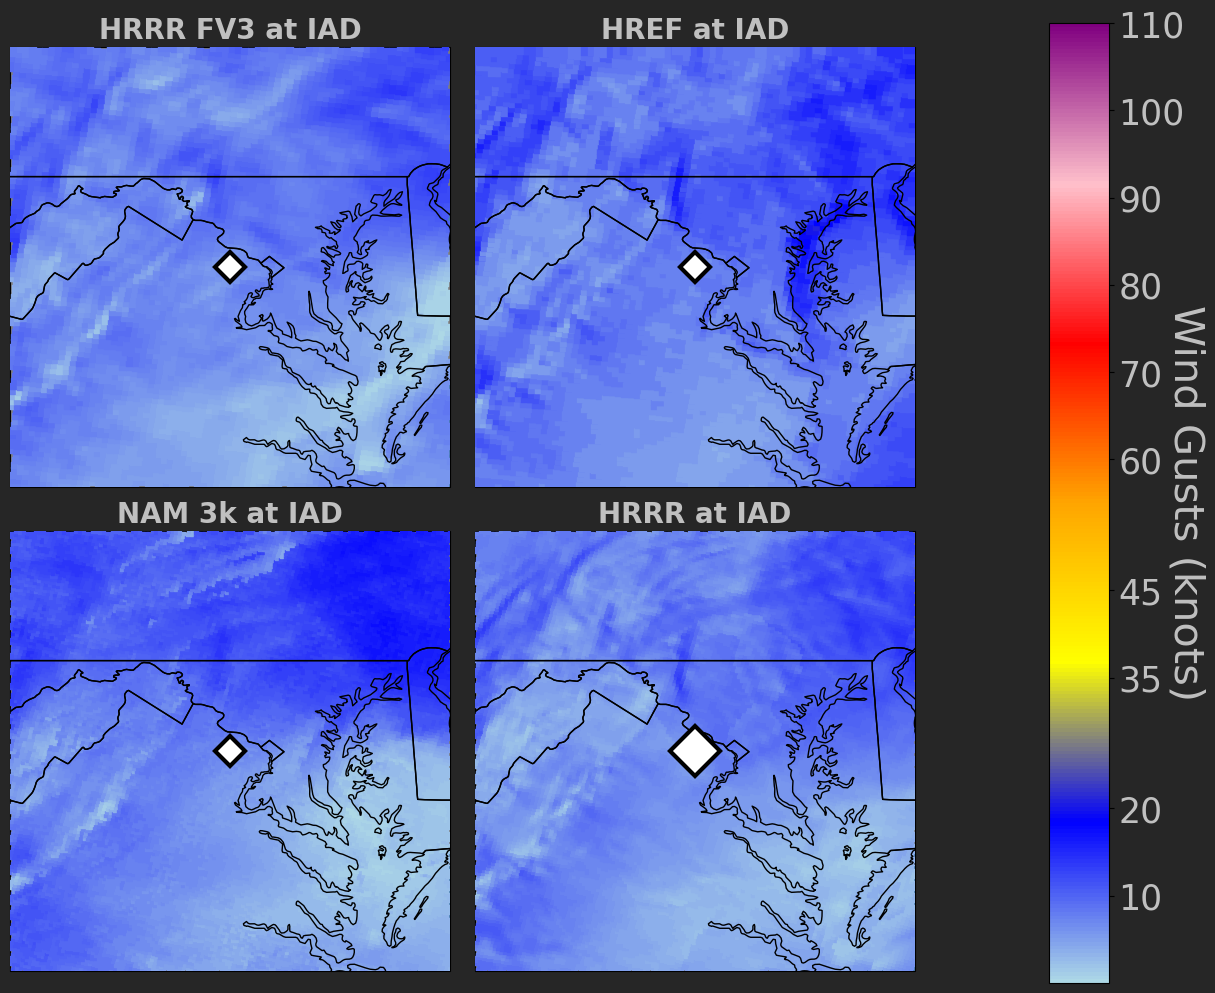 HRRR FV3 at IAD
HREF at IAD
NAM 3k at IAD
HRRR at IAD
110
100
90
80
70
60
45
35
20
10
Wind Gusts (knots)